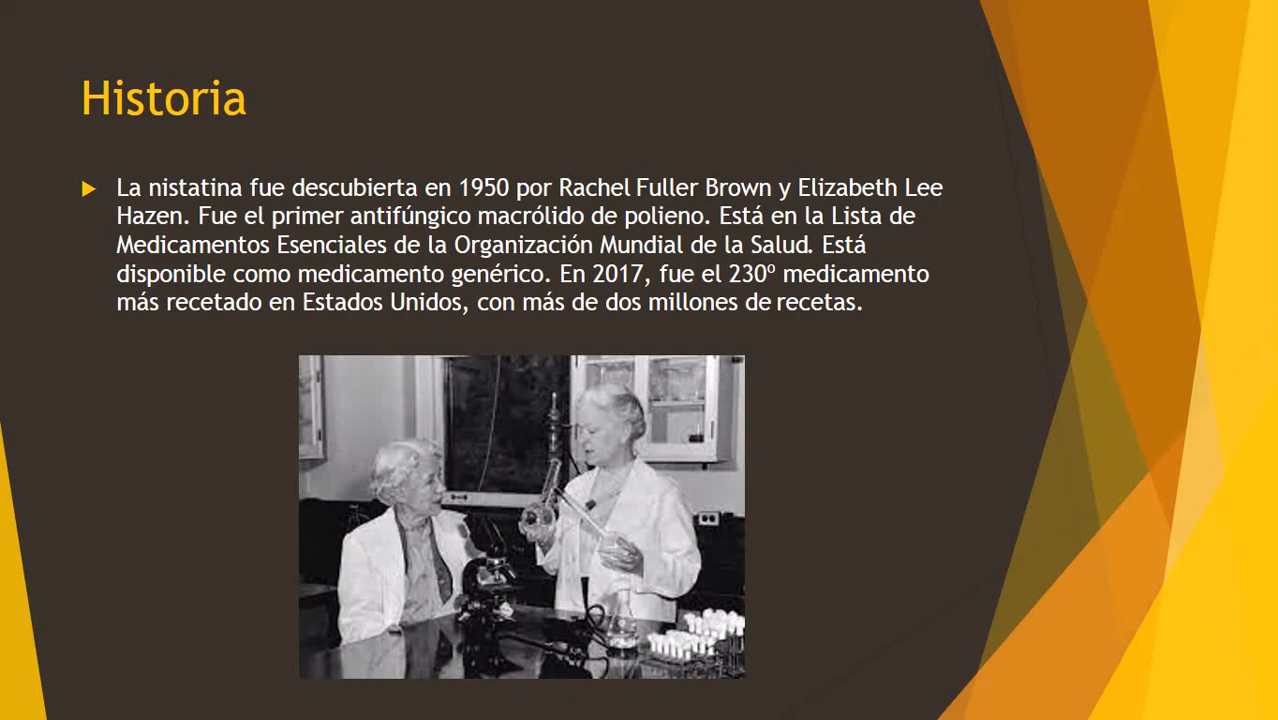 Historia
La nistatina fue descubierta en 1950 por Rachel Fuller Brown y Elizabeth Lee
Hazen. Fue el primer antifúngico macrólido de polieno. Está en la Lista de
Medicamentos Esenciales de la Organización Mundial de la Salud. Está
disponible como medicamento genérico. En 2017, fue el 230º medicamento
más recetado en Estados Unidos, con más de dos millones de recetas.